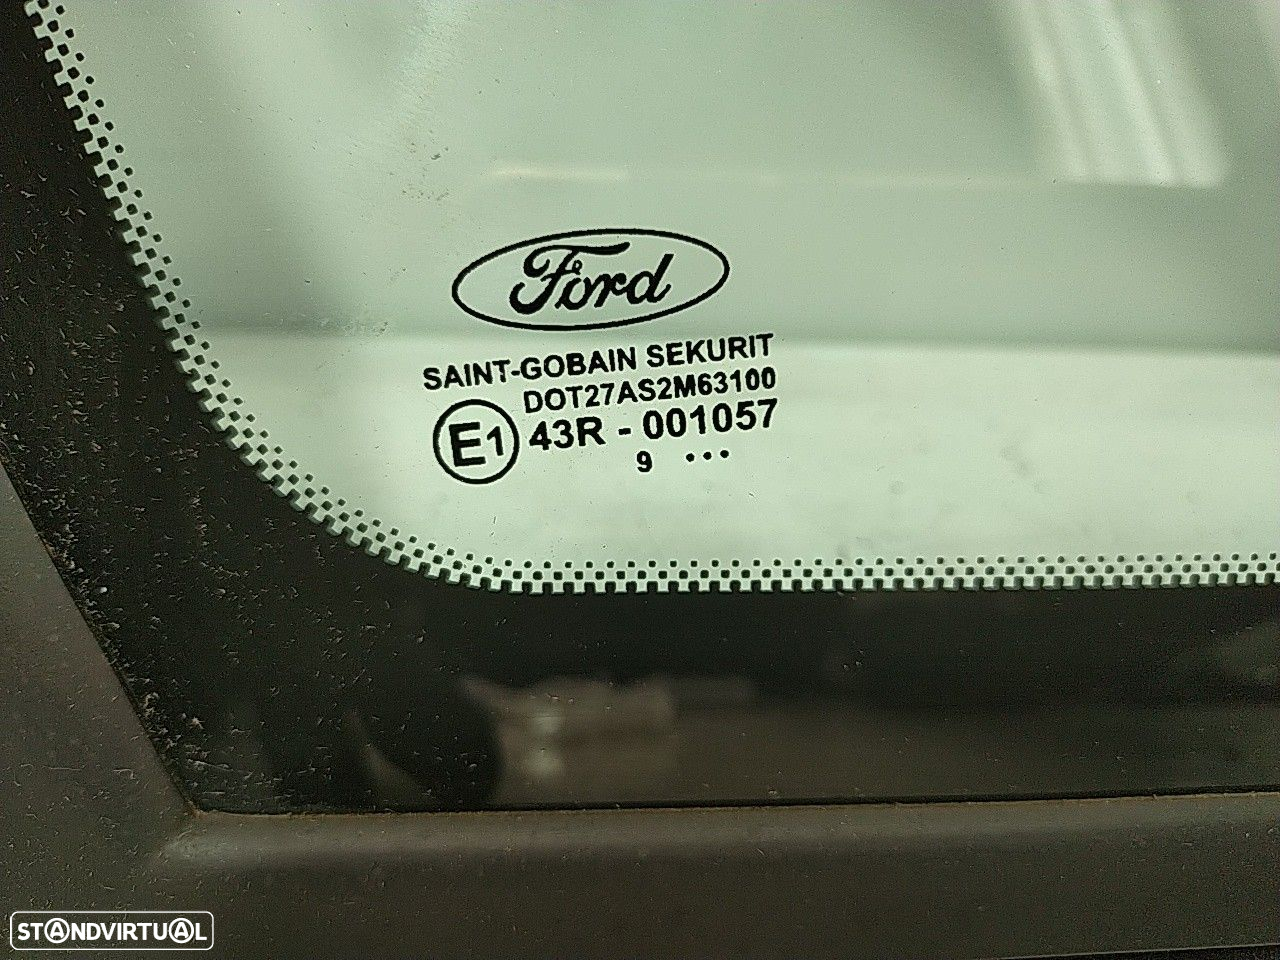 Ford
SAINT-GOBAIN SEKURIT
DOT27AS2M63100
E1 43R - 001057
9 ...
STANDVIRTUAL